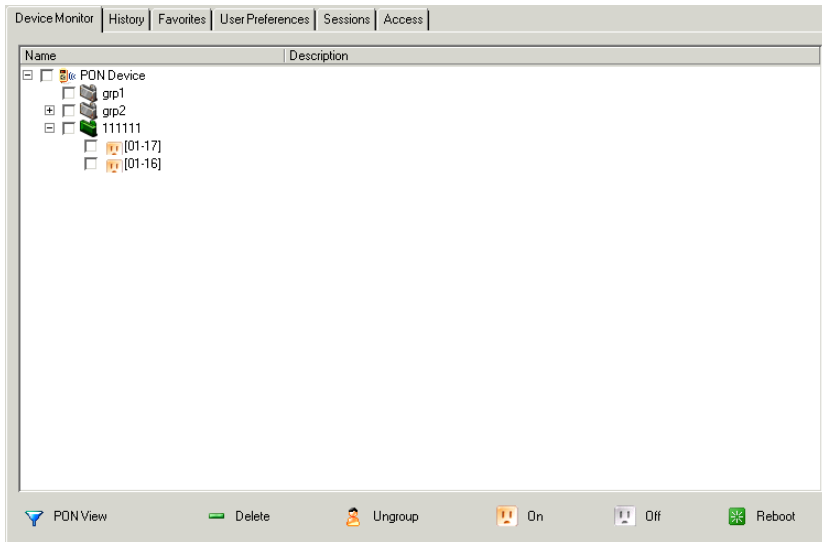 Device Monitor History Favorites User Preferences Sessions Access
Name Description
PON Device
grp1
grp2
111111
[01-17]
[01-16]
PON View Delete Ungroup On Off Reboot